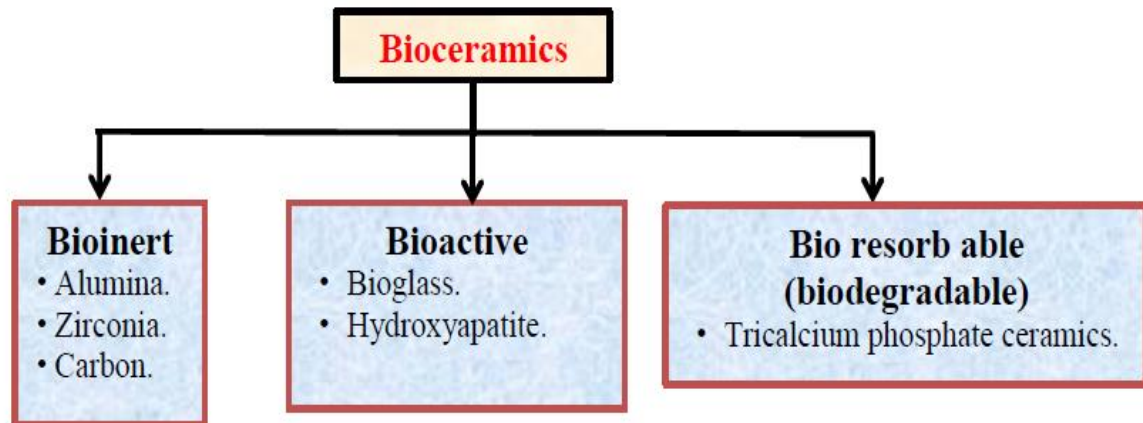 Bioceramics
Bioinert
• Alumina.
• Zirconia.
• Carbon.
Bioactive
• Bioglass.
• Hydroxyapatite.
Bio resorb able
(biodegradable)
• Tricalcium phosphate ceramics.